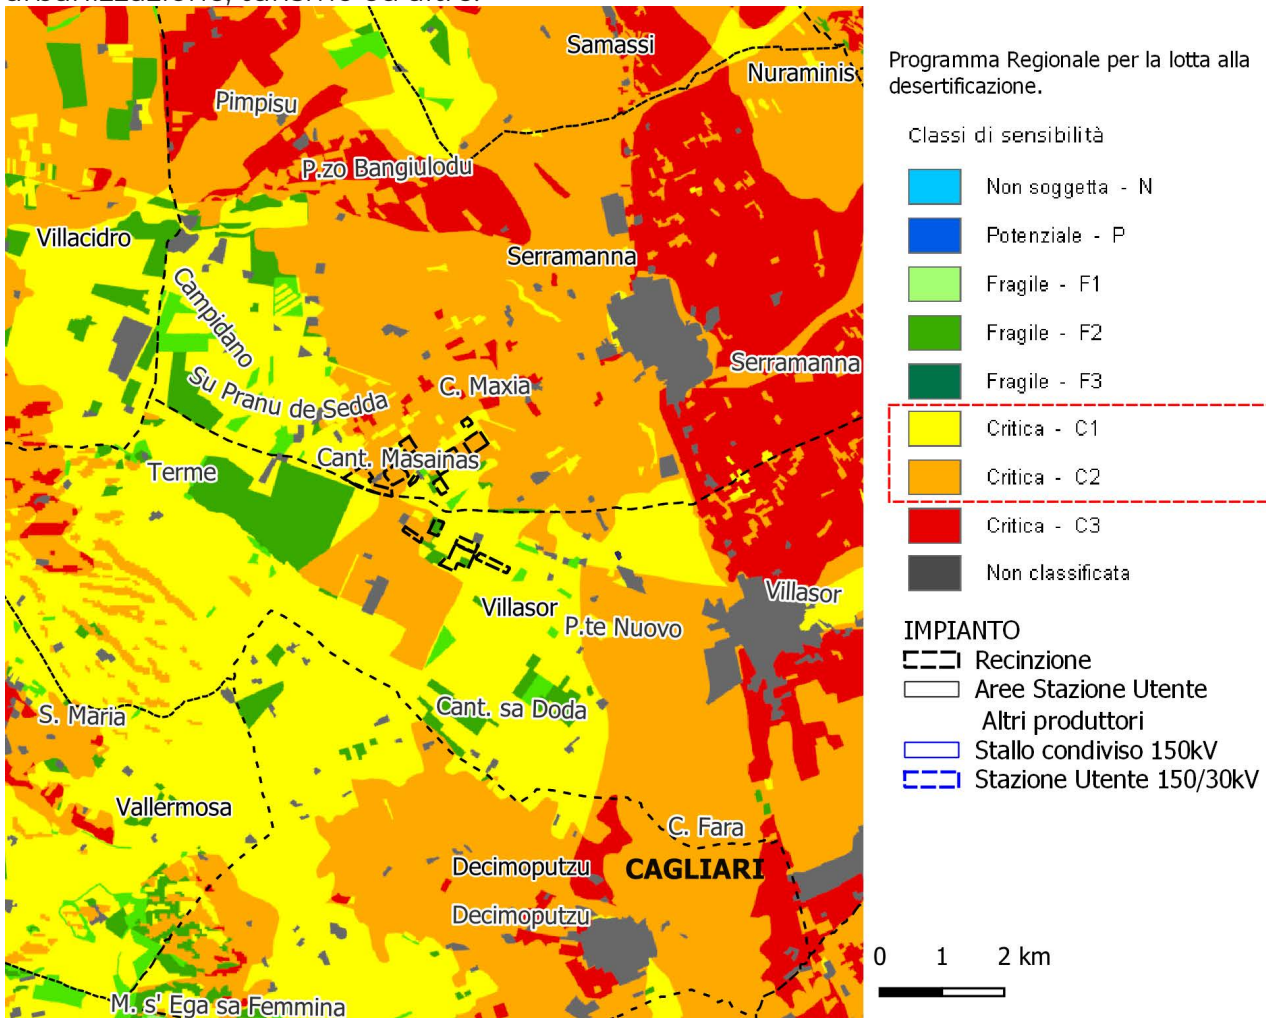 urbanizzazione, turismo ed altro.
Samassi
Nuraminis
Pimpisu
P.zo Bangiulodu
Villacidro
Serramanna
Campidano
Serramanna
Su Pranu de Sedda
C. Maxia
Cant. Masainas
Terme
Villasor
Villasor
P.te Nuovo
Cant. sa Doda
S. Maria
Vallermosa
C. Fara
Decimoputzu
CAGLIARI
Decimoputzu
M. s' Ega sa Femmina
Programma Regionale per la lotta alla
desertificazione.
Classi di sensibilità
Non soggetta - N
Potenziale - P
Fragile - F1
Fragile - F2
Fragile - F3
Critica - C1
Critica - C2
Critica - C3
Non classificata
IMPIANTO
Recinzione
Aree Stazione Utente
Altri produttori
Stallo condiviso 150kV
Stazione Utente 150/30kV
0 1 2 km